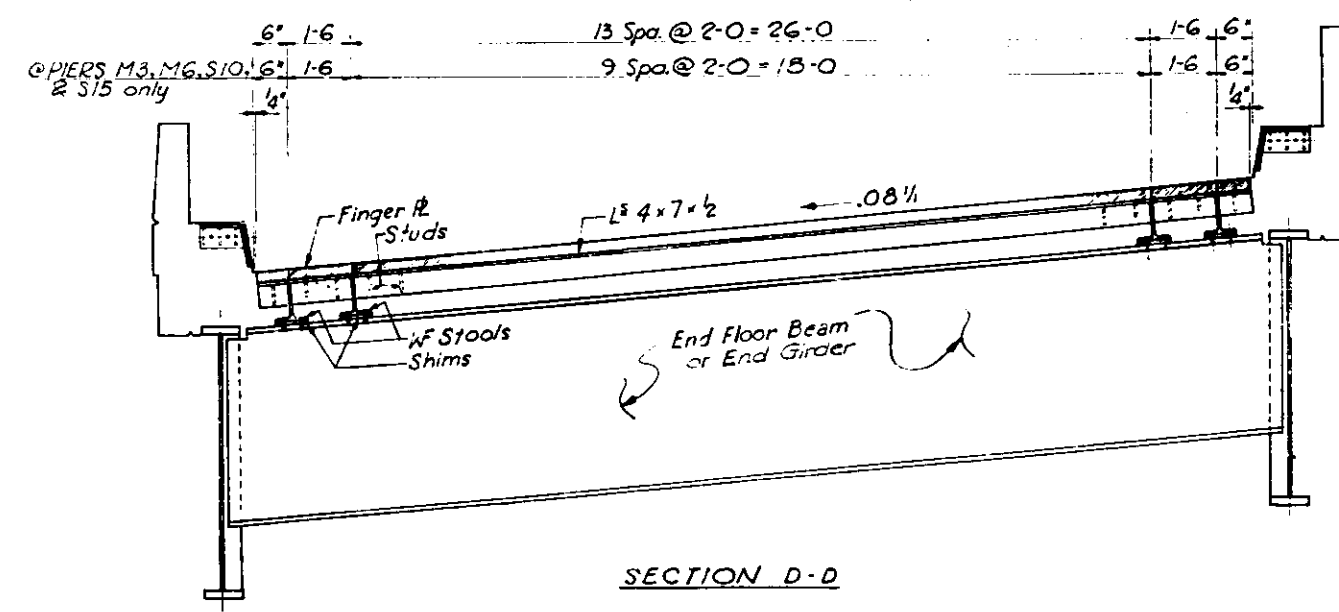 6" 1-6 13 Spa. @ 2-0 = 26-0 1-6 6"
@ PIERS M3, M6, S10, 6" 1-6 9 Spa. @ 2-0 = 18-0 1-6 6"
& S15 only
1/4" 1/4"
Finger PL
Studs
Ls 4 x 7 x 1/2
.08 1/1
WF Stools
Shims
End Floor Beam
or End Girder
SECTION D-D